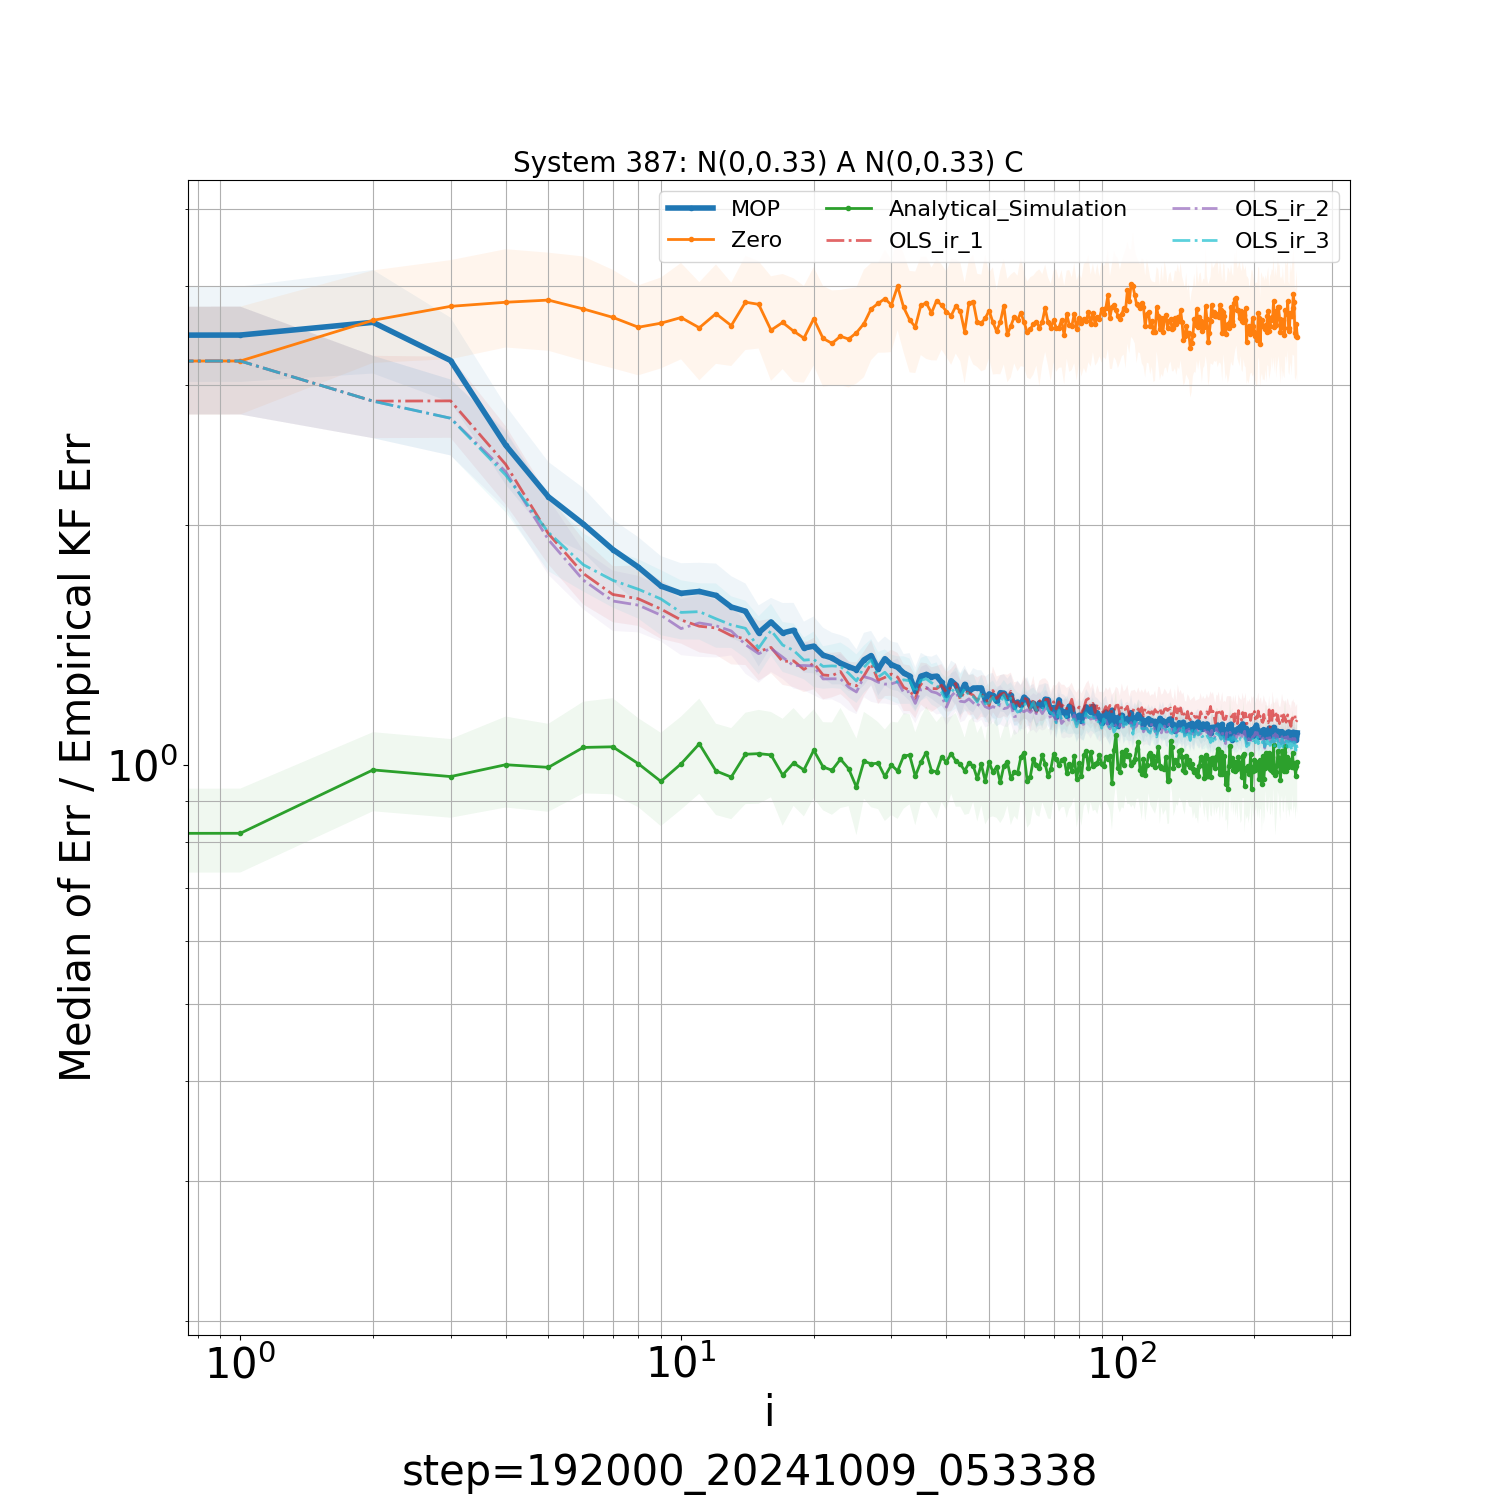 System 387: N(0,0.33) A N(0,0.33) C
MOP
Zero
Analytical_Simulation
OLS_ir_1
OLS_ir_2
OLS_ir_3
Median of Err / Empirical KF Err
10⁰
10⁰ 10¹ 10²
i
step=192000_20241009_053338